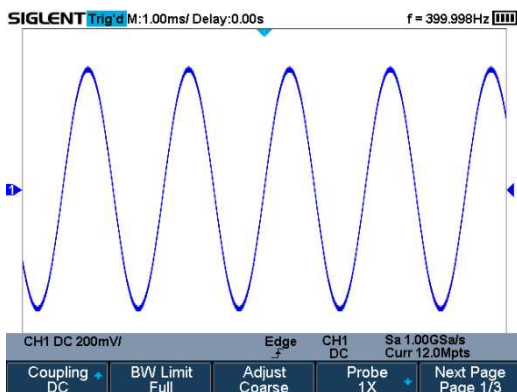 SIGLENT Trig'd M:1.00ms/ Delay:0.00s f = 399.998Hz
1
CH1 DC 200mV/ Edge CH1 Sa 1.00GSa/s
DC Curr 12.0Mpts
Coupling BW Limit Adjust Probe Next Page
DC Full Coarse 1X Page 1/3